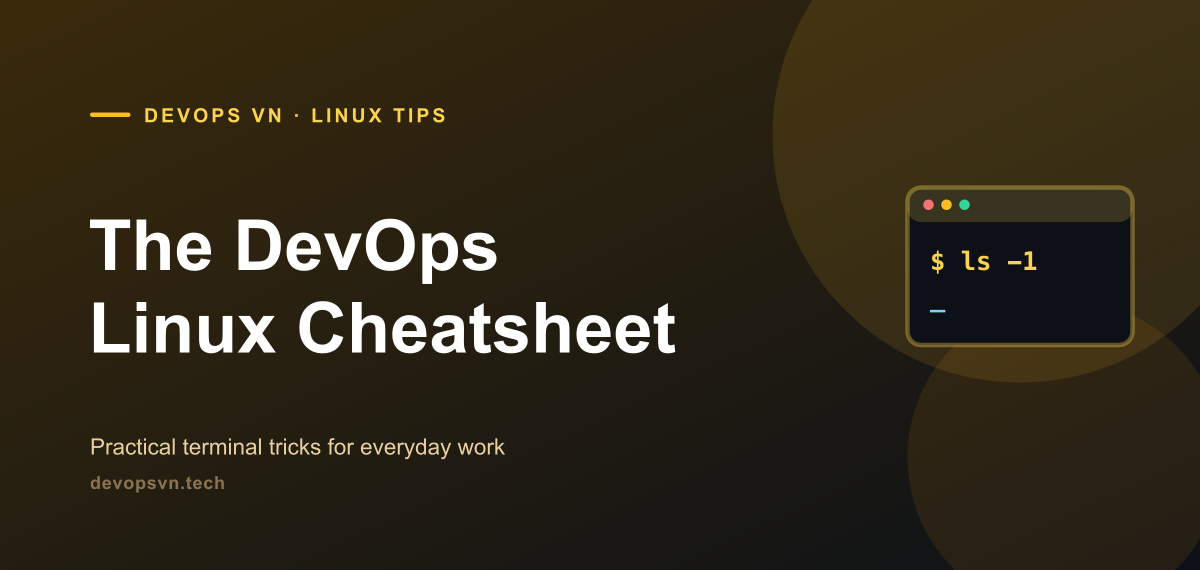 DEVOPS VN · LINUX TIPS
The DevOps
Linux Cheatsheet
Practical terminal tricks for everyday work
devopsvn.tech
$ ls −1
_